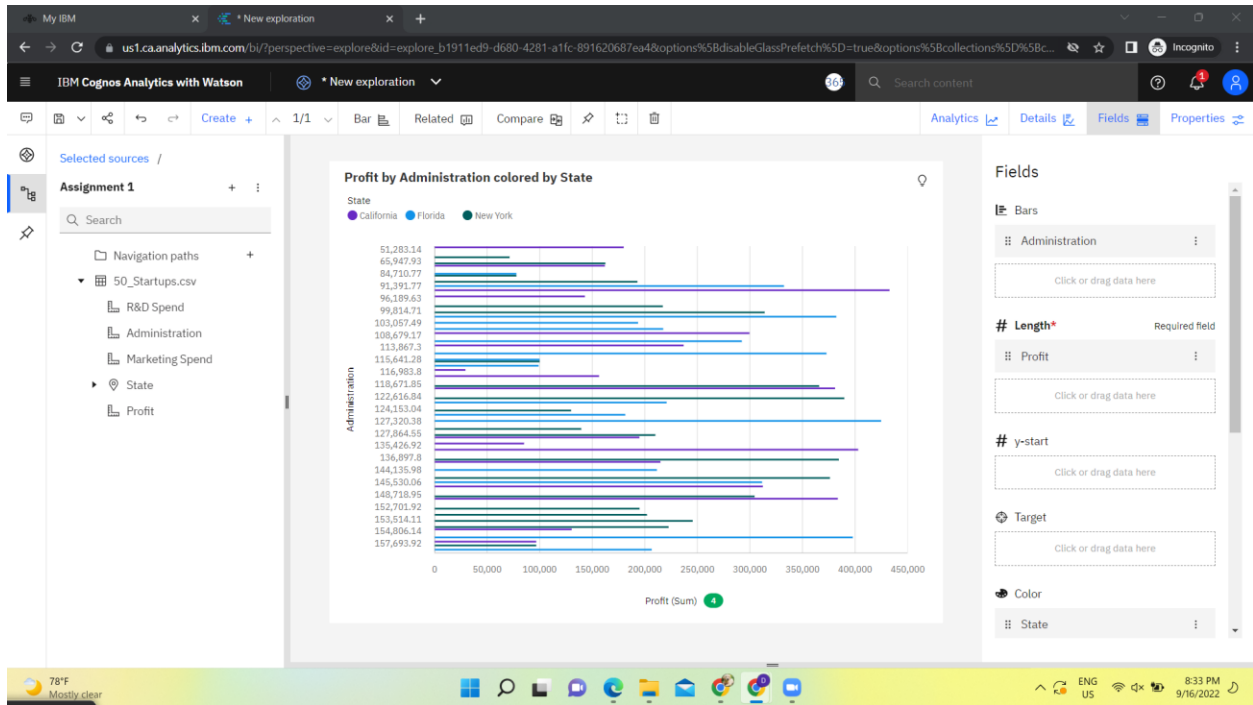 My IBM
* New exploration
us1.ca.analytics.ibm.com/bi/?perspective=explore&id=explore_b1911ed9-d680-4281-a1fc-891620687ea4&options%5BdisableGlassPrefetch%5D=true&options%5Bcollections%5D%5Bc...
Incognito
IBM Cognos Analytics with Watson
* New exploration
Search content
1
Create +
1/1
Bar
Related
Compare
Analytics
Details
Fields
Properties
Selected sources /
Assignment 1
Search
Navigation paths
50_Startups.csv
R&D Spend
Administration
Marketing Spend
State
Profit
Profit by Administration colored by State
State
California
Florida
New York
Administration
51,283.14
65,947.93
84,710.77
91,391.77
96,189.63
99,814.71
103,057.49
108,679.17
113,867.3
115,641.28
116,983.8
118,671.85
122,616.84
124,153.04
127,320.38
127,864.55
135,426.92
136,897.8
144,135.98
145,530.06
148,718.95
152,701.92
153,514.11
154,806.14
157,693.92
0 50,000 100,000 150,000 200,000 250,000 300,000 350,000 400,000 450,000
Profit (Sum) 4
Fields
Bars
Administration
Click or drag data here
# Length* Required field
Profit
Click or drag data here
# y-start
Click or drag data here
Target
Click or drag data here
Color
State
78°F
Mostly clear
ENG
US
8:33 PM
9/16/2022